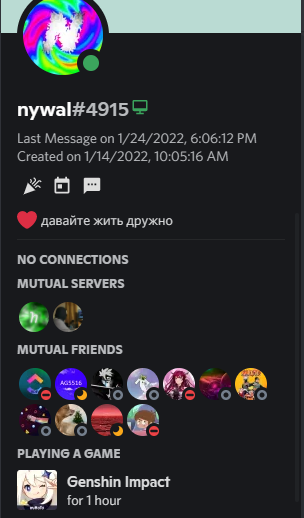 nywal#4915
Last Message on 1/24/2022, 6:06:12 PM
Created on 1/14/2022, 10:05:16 AM
давайте жить дружно
NO CONNECTIONS
MUTUAL SERVERS
MUTUAL FRIENDS
AG5516
PLAYING A GAME
Genshin Impact
for 1 hour